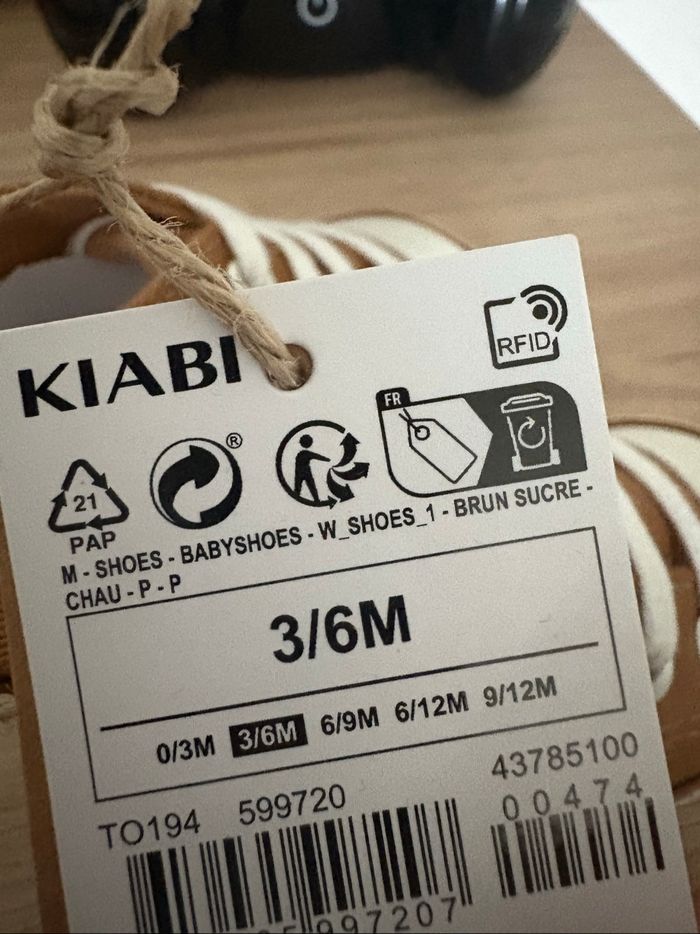 KIABI
RFID
FR
®
21
PAP
M - SHOES - BABYSHOES - W_SHOES_1 - BRUN SUCRE -
CHAU - P - P
3/6M
0/3M 3/6M 6/9M 6/12M 9/12M
TO194 599720 43785100
00474
997207